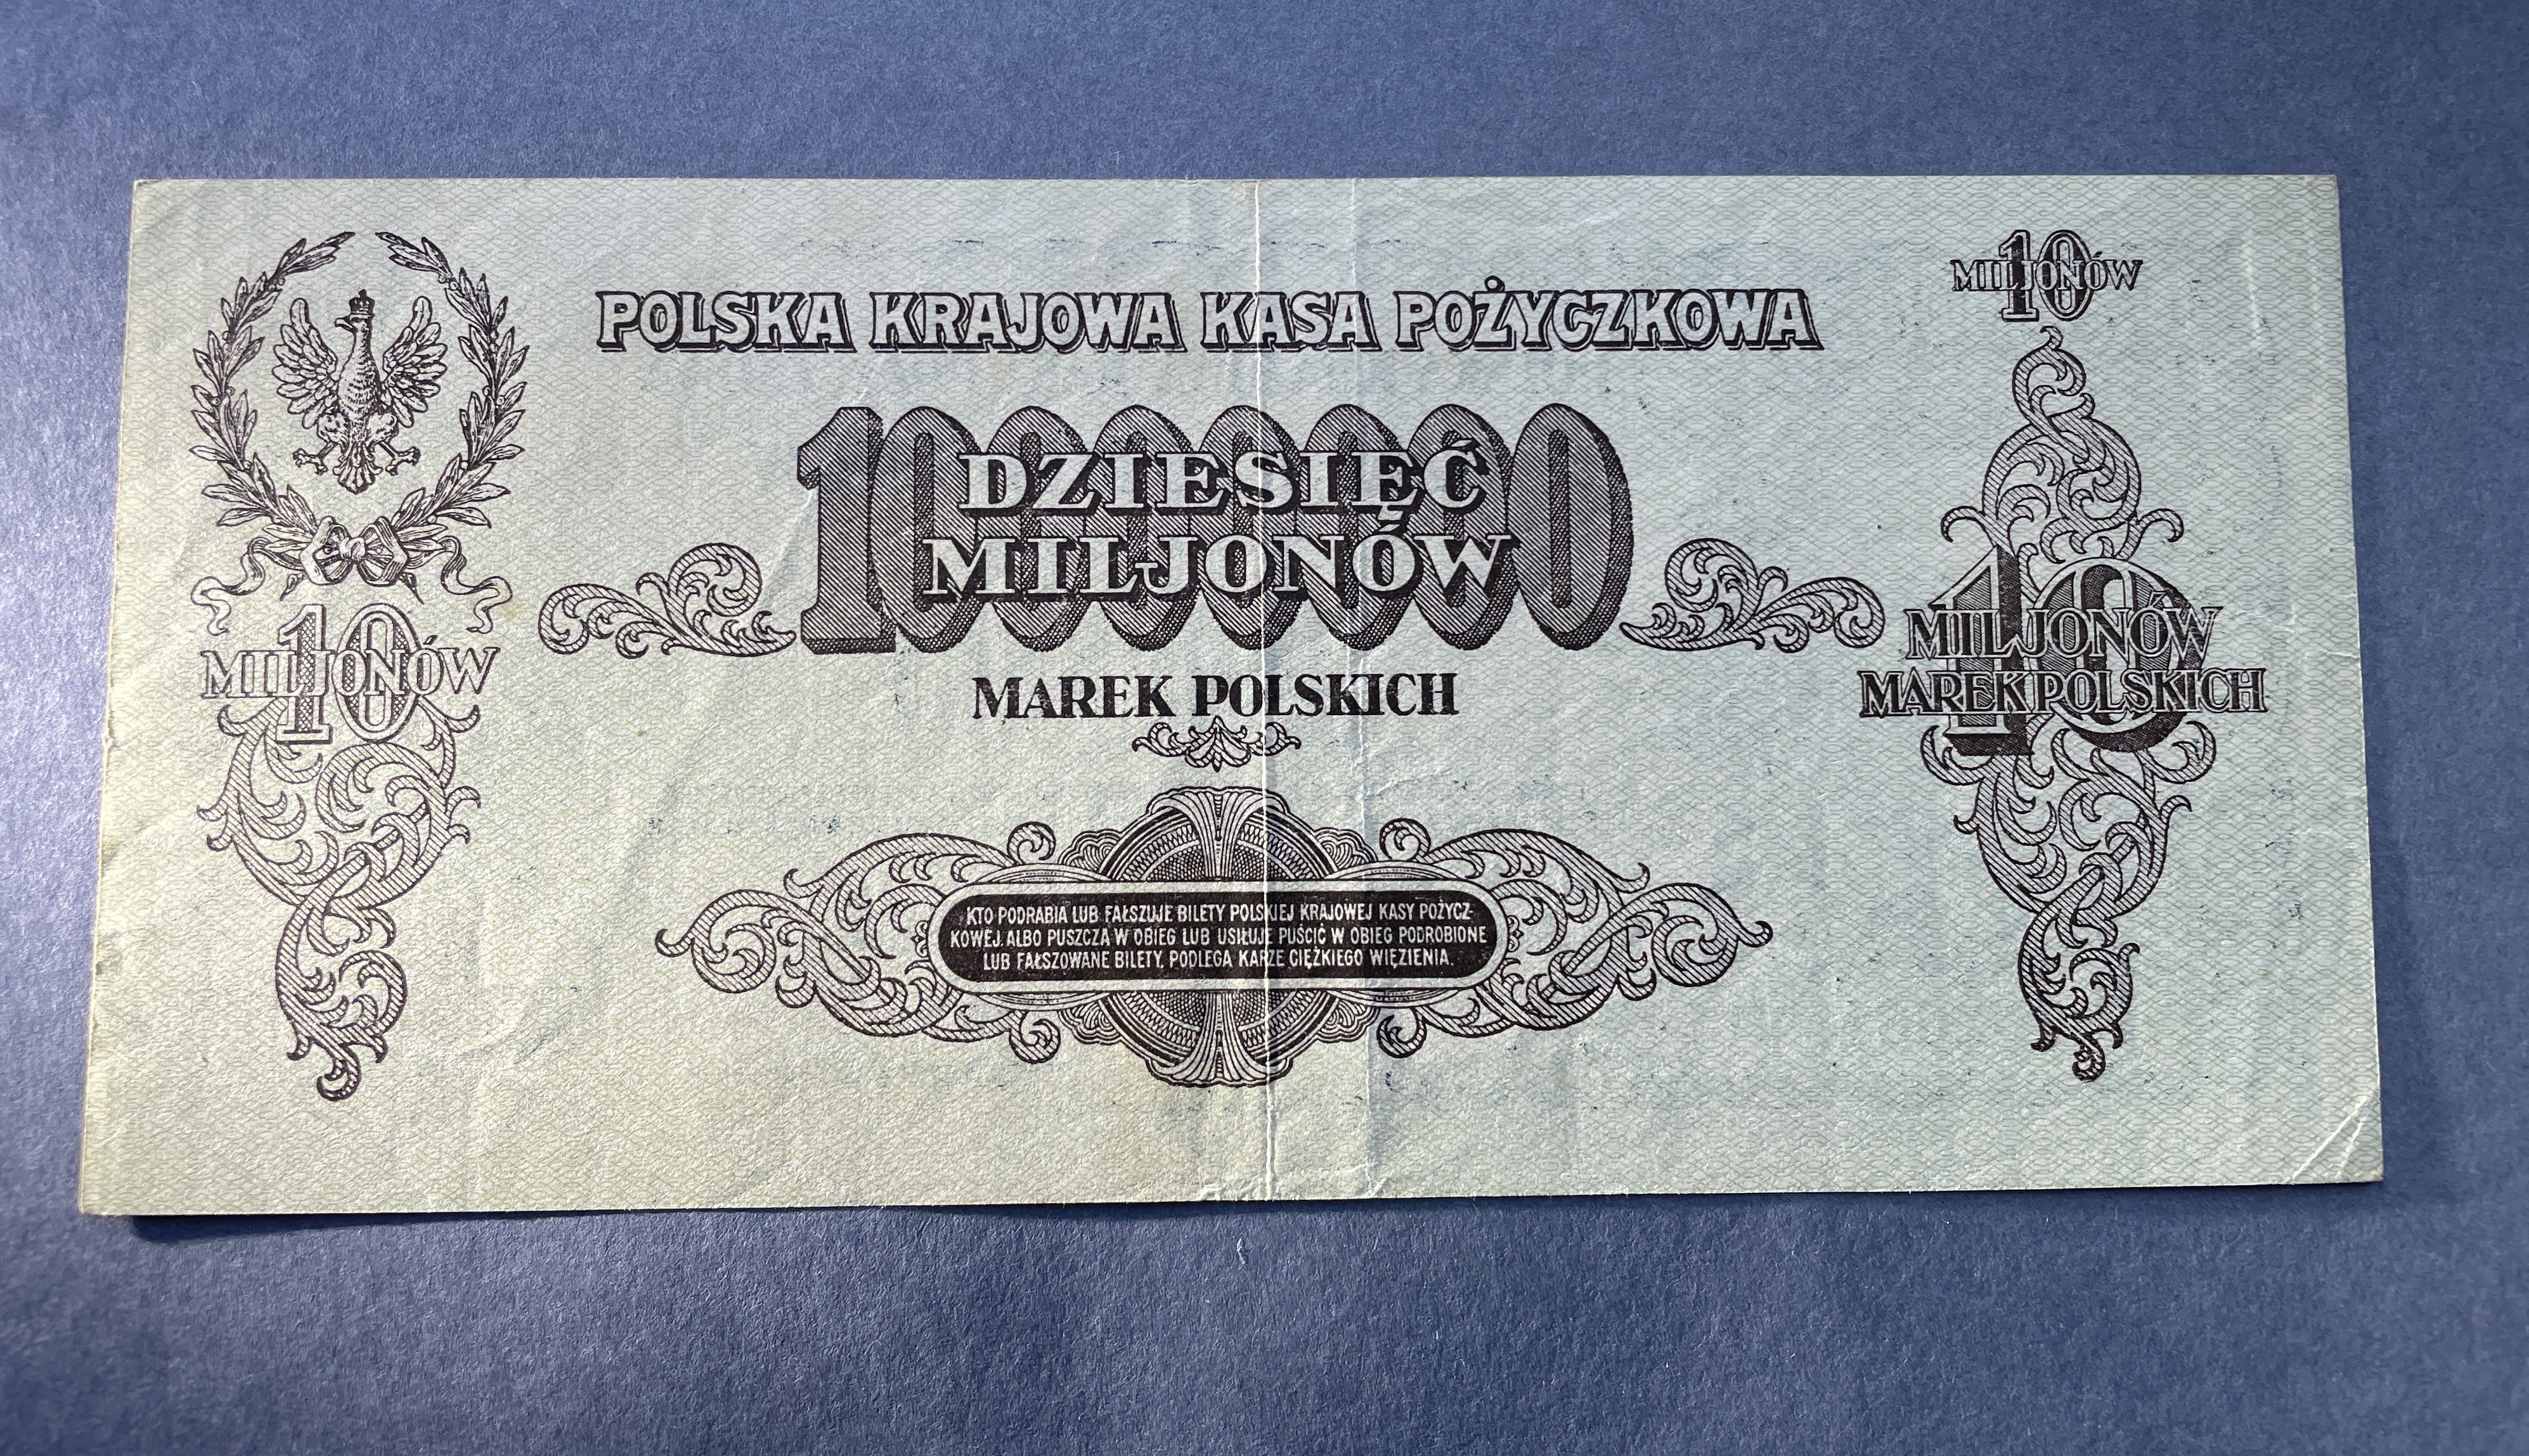 POLSKA KRAJOWA KASA POŻYCZKOWA
10000000
DZIESIĘĆ
MILJONÓW
MAREK POLSKICH
KTO PODRABIA LUB FAŁSZUJE BILETY POLSKIEJ KRAJOWEJ KASY POŻYCZ-
KOWEJ. ALBO PUSZCZA W OBIEG LUB USIŁUJE PUŚCIĆ W OBIEG PODROBIONE
LUB FAŁSZOWANE BILETY, PODLEGA KARZE CIĘŻKIEGO WIĘZIENIA.
10
MILJONÓW
10
MILJONÓW
10
MILJONÓW
MAREK POLSKICH